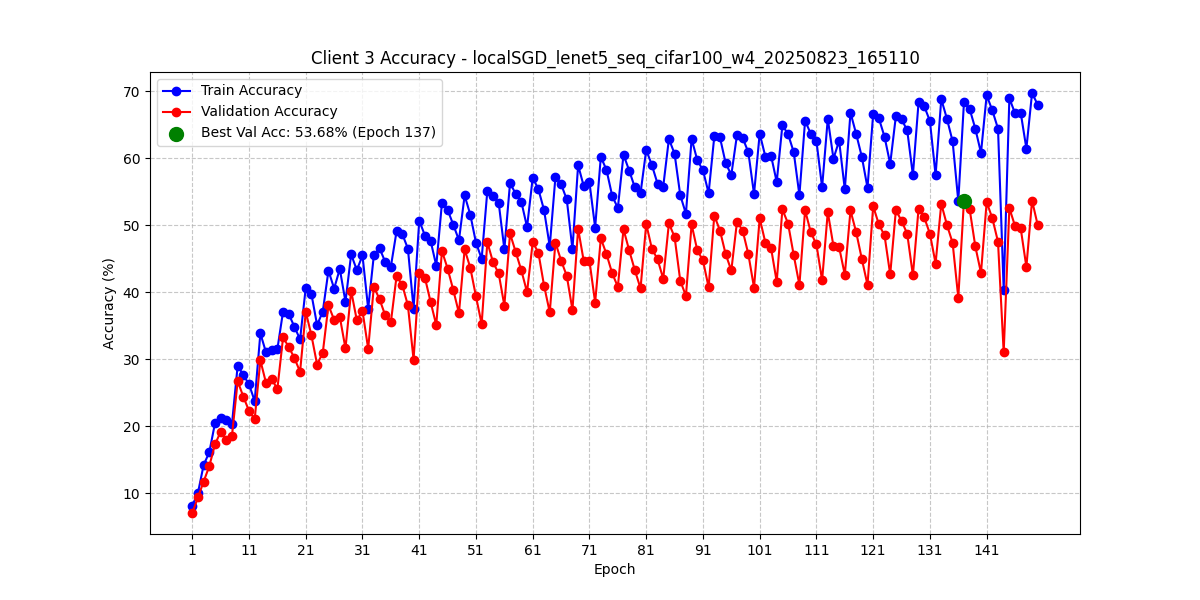 Client 3 Accuracy - localSGD_lenet5_seq_cifar100_w4_20250823_165110
Train Accuracy
Validation Accuracy
Best Val Acc: 53.68% (Epoch 137)
Accuracy (%)
70
60
50
40
30
20
10
1 11 21 31 41 51 61 71 81 91 101 111 121 131 141
Epoch